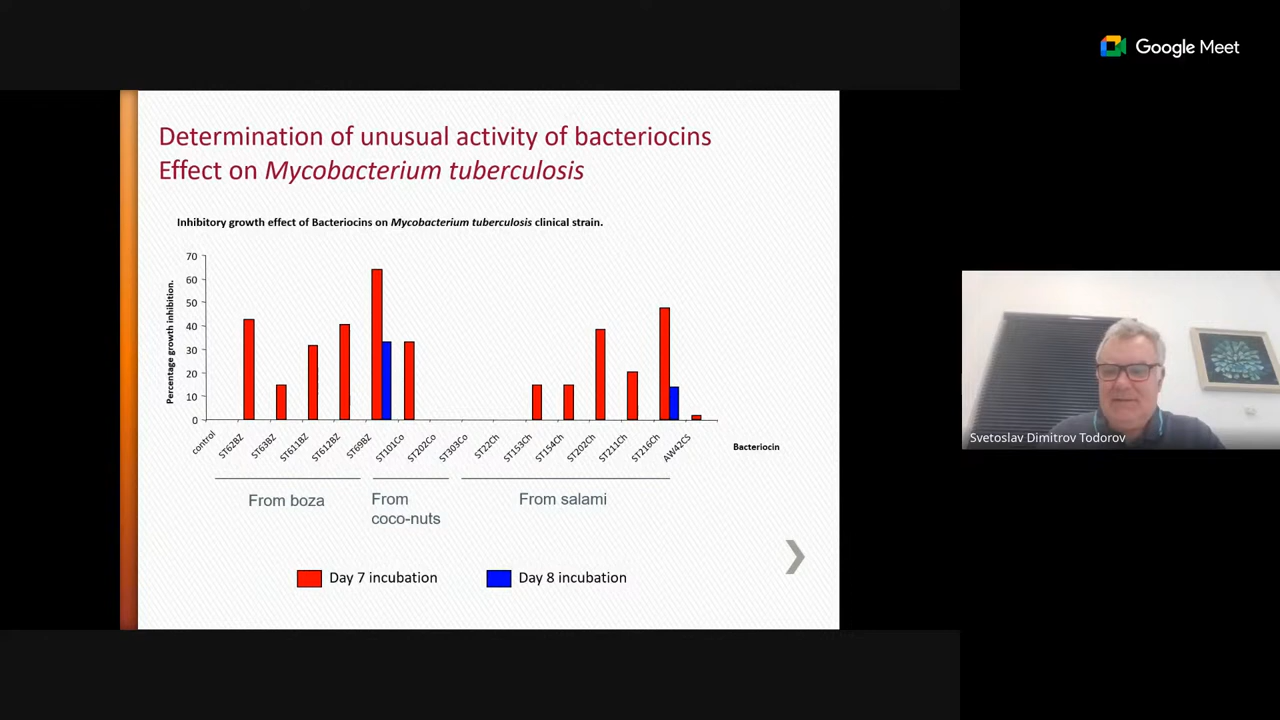 Google Meet
Determination of unusual activity of bacteriocins
Effect on Mycobacterium tuberculosis
Inhibitory growth effect of Bacteriocins on Mycobacterium tuberculosis clinical strain.
Percentage growth inhibition.
70
60
50
40
30
20
10
0
control
ST62BZ
ST63BZ
ST611BZ
ST612BZ
ST69BZ
ST101Co
ST202Co
ST303Co
ST22Ch
ST153Ch
ST154Ch
ST202Ch
ST211Ch
ST216Ch
AW42CS
Bacteriocin
From boza
From
coco-nuts
From salami
Day 7 incubation
Day 8 incubation
Svetoslav Dimitrov Todorov